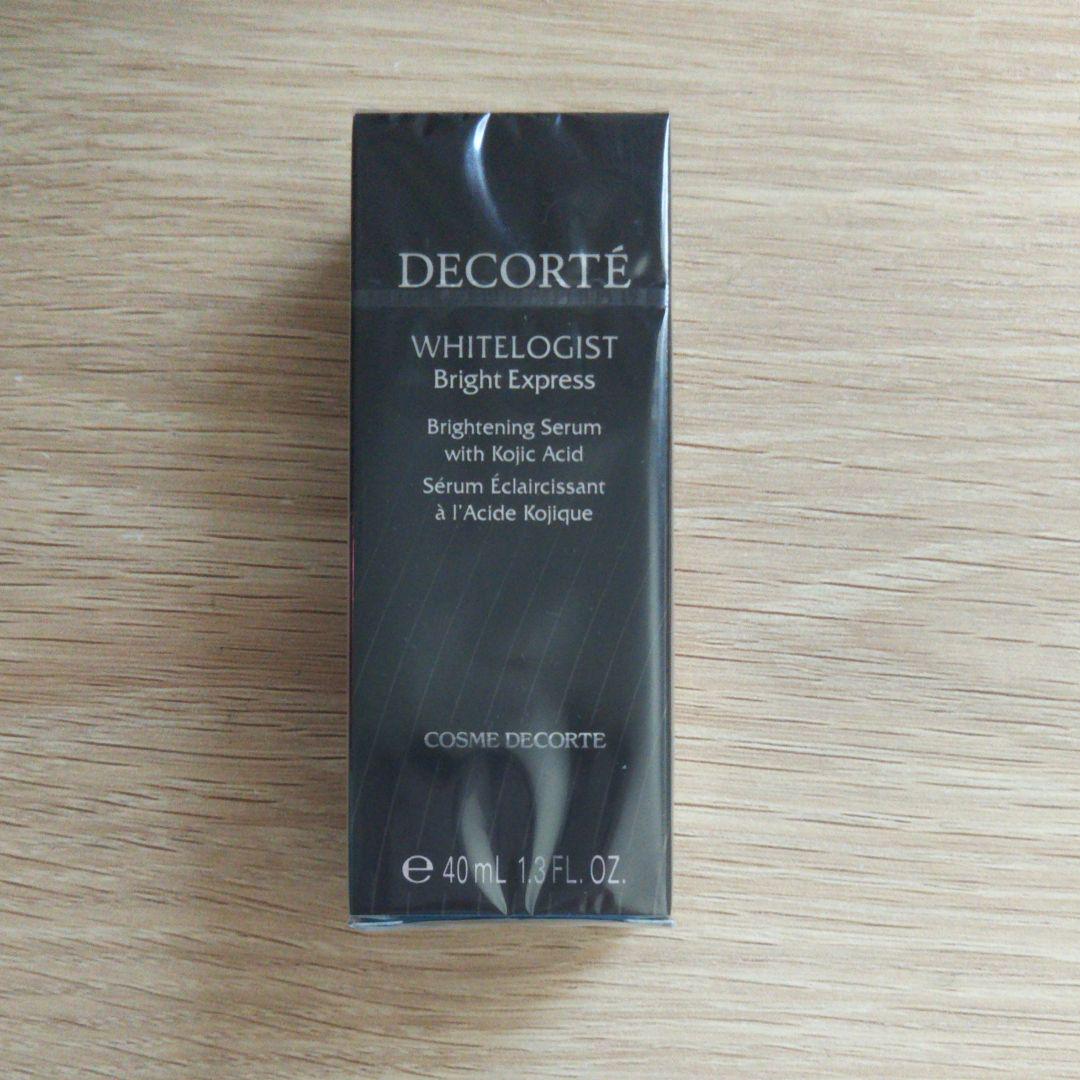 DECORTÉ
WHITELOGIST
Bright Express
Brightening Serum
with Kojic Acid
Sérum Éclaircissant
à l'Acide Kojique
COSME DECORTE
℮ 40 mL 1.3 FL. OZ.